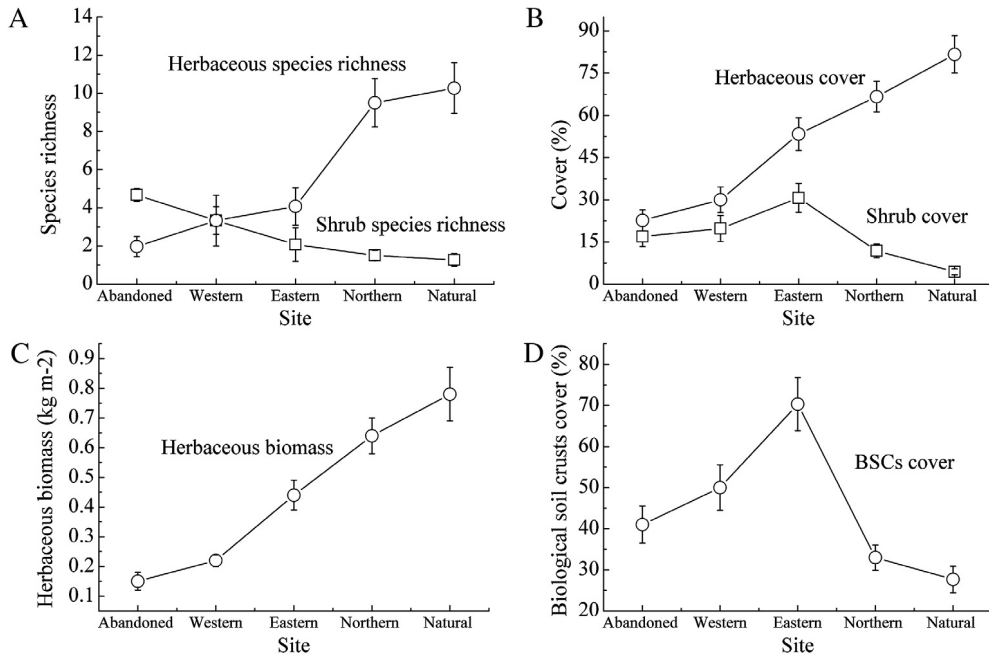 A
Species richness
14
12
10
8
6
4
2
0
Herbaceous species richness
Shrub species richness
Abandoned Western Eastern Northern Natural
Site
B
Cover (%)
90
75
60
45
30
15
0
Herbaceous cover
Shrub cover
Abandoned Western Eastern Northern Natural
Site
C
Herbaceous biomass (kg m-2)
0.9
0.8
0.7
0.6
0.5
0.4
0.3
0.2
0.1
Herbaceous biomass
Abandoned Western Eastern Northern Natural
Site
D
Biological soil crusts cover (%)
80
70
60
50
40
30
20
BSCs cover
Abandoned Western Eastern Northern Natural
Site